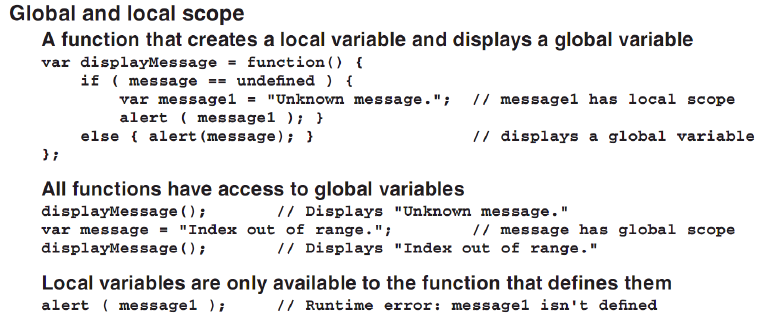 Global and local scope
A function that creates a local variable and displays a global variable
var displayMessage = function() {
if ( message == undefined ) {
var message1 = "Unknown message."; // message1 has local scope
alert ( message1 ); }
else { alert(message); } // displays a global variable
};
All functions have access to global variables
displayMessage(); // Displays "Unknown message."
var message = "Index out of range."; // message has global scope
displayMessage(); // Displays "Index out of range."
Local variables are only available to the function that defines them
alert ( message1 ); // Runtime error: message1 isn't defined